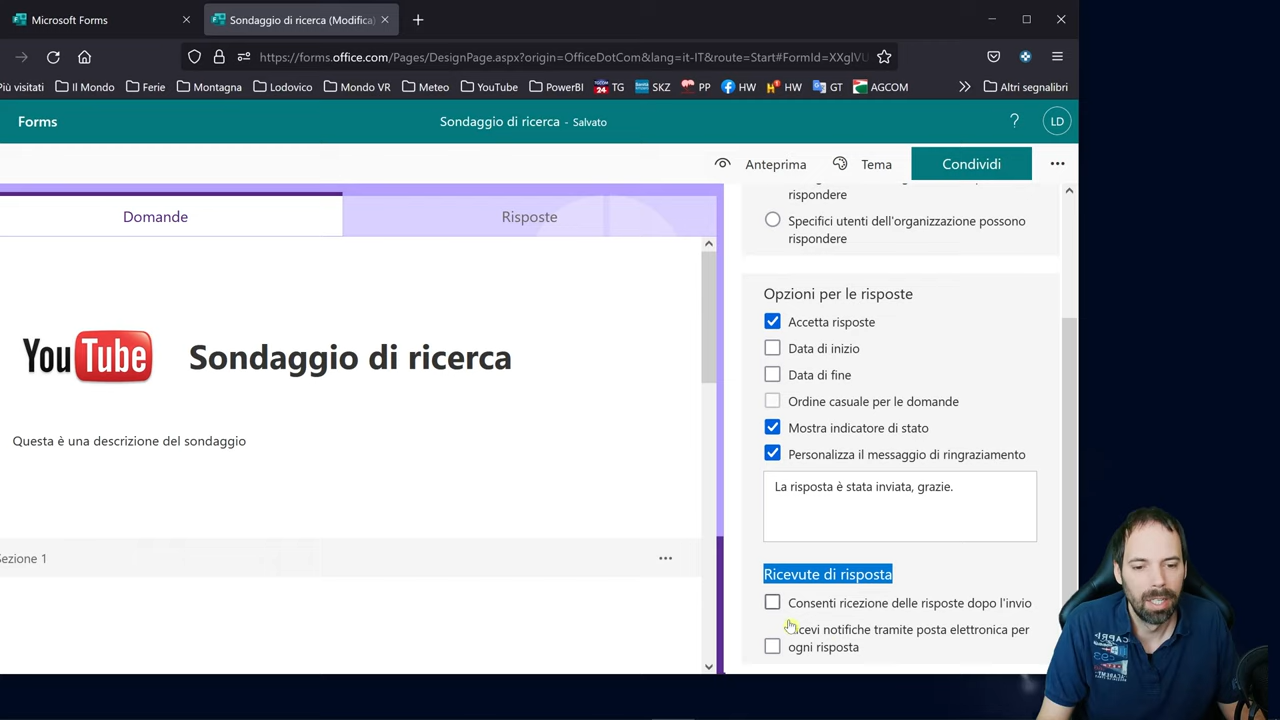 Microsoft Forms
Sondaggio di ricerca (Modifica)
https://forms.office.com/Pages/DesignPage.aspx?origin=OfficeDotCom&lang=it-IT&route=Start#FormId=XXglVU
Più visitati Il Mondo Ferie Montagna Lodovico Mondo VR Meteo YouTube PowerBI TG SKZ PP HW HW GT AGCOM Altri segnalibri
Forms
Sondaggio di ricerca - Salvato
? LD
Anteprima Tema Condividi
Domande Risposte
rispondere
Specifici utenti dell'organizzazione possono
rispondere
Opzioni per le risposte
Accetta risposte
Data di inizio
Data di fine
Ordine casuale per le domande
Mostra indicatore di stato
Personalizza il messaggio di ringraziamento
La risposta è stata inviata, grazie.
Ricevute di risposta
Consenti ricezione delle risposte dopo l'invio
Ricevi notifiche tramite posta elettronica per
ogni risposta
YouTube
Sondaggio di ricerca
Questa è una descrizione del sondaggio
Sezione 1